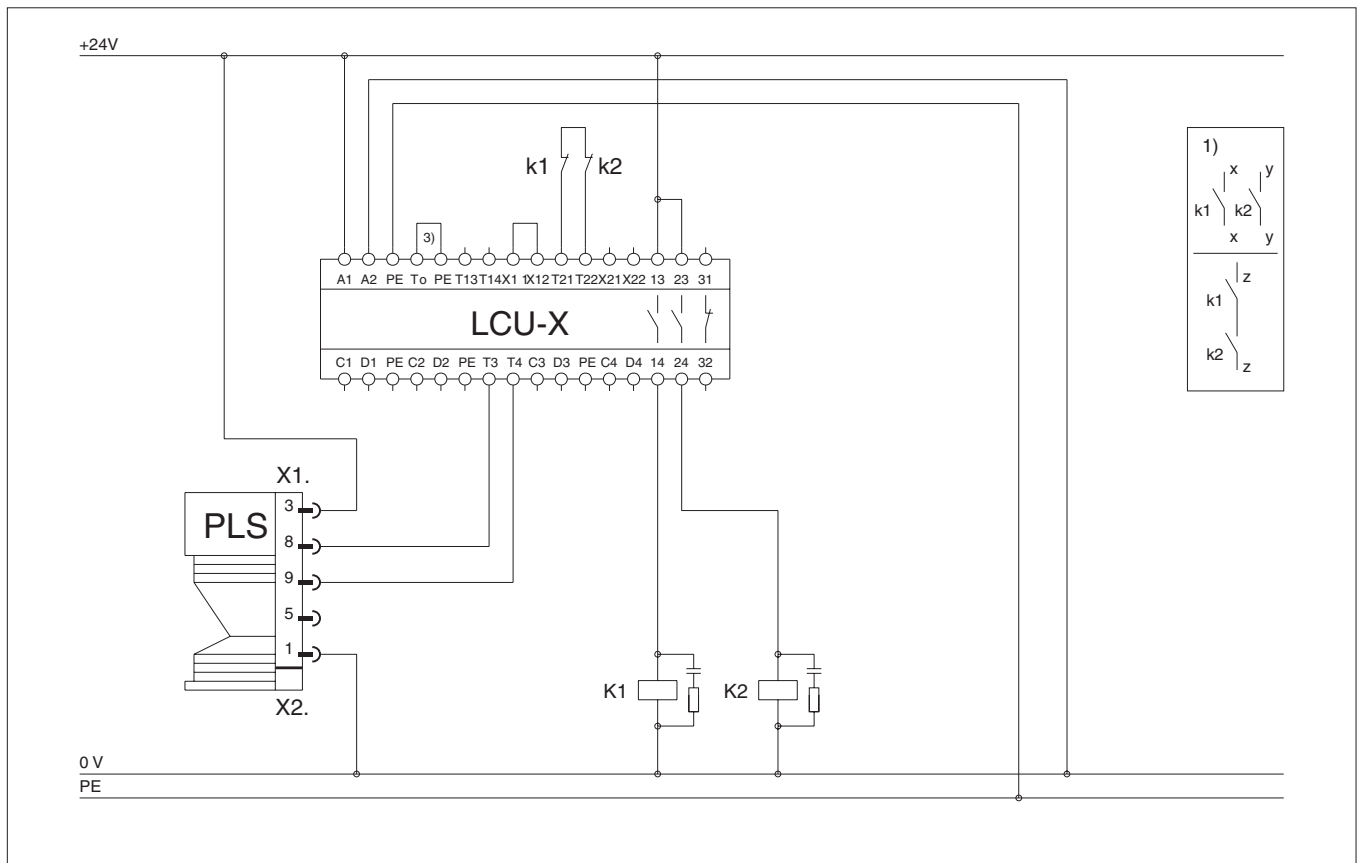 +24V
k1 k2
1)
x y
k1 k2
x y
z
k1
k2
z
3)
A1 A2 PE To PE T13 T14 X1 1 X12 T21 T22 X21 X22 13 23 31
LCU-X
C1 D1 PE C2 D2 PE T3 T4 C3 D3 PE C4 D4 14 24 32
X1.
3
PLS
8
9
5
1
X2.
K1 K2
0 V
PE